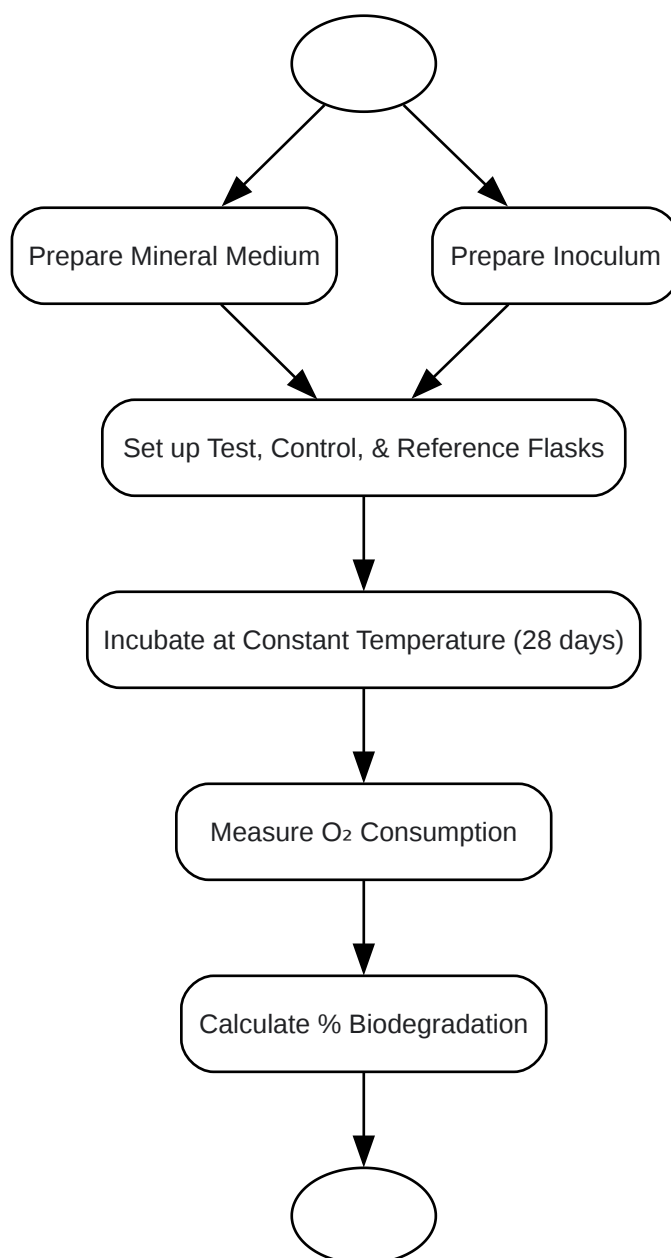 Prepare Mineral Medium
Prepare Inoculum
Set up Test, Control, & Reference Flasks
Incubate at Constant Temperature (28 days)
Measure O₂ Consumption
Calculate % Biodegradation